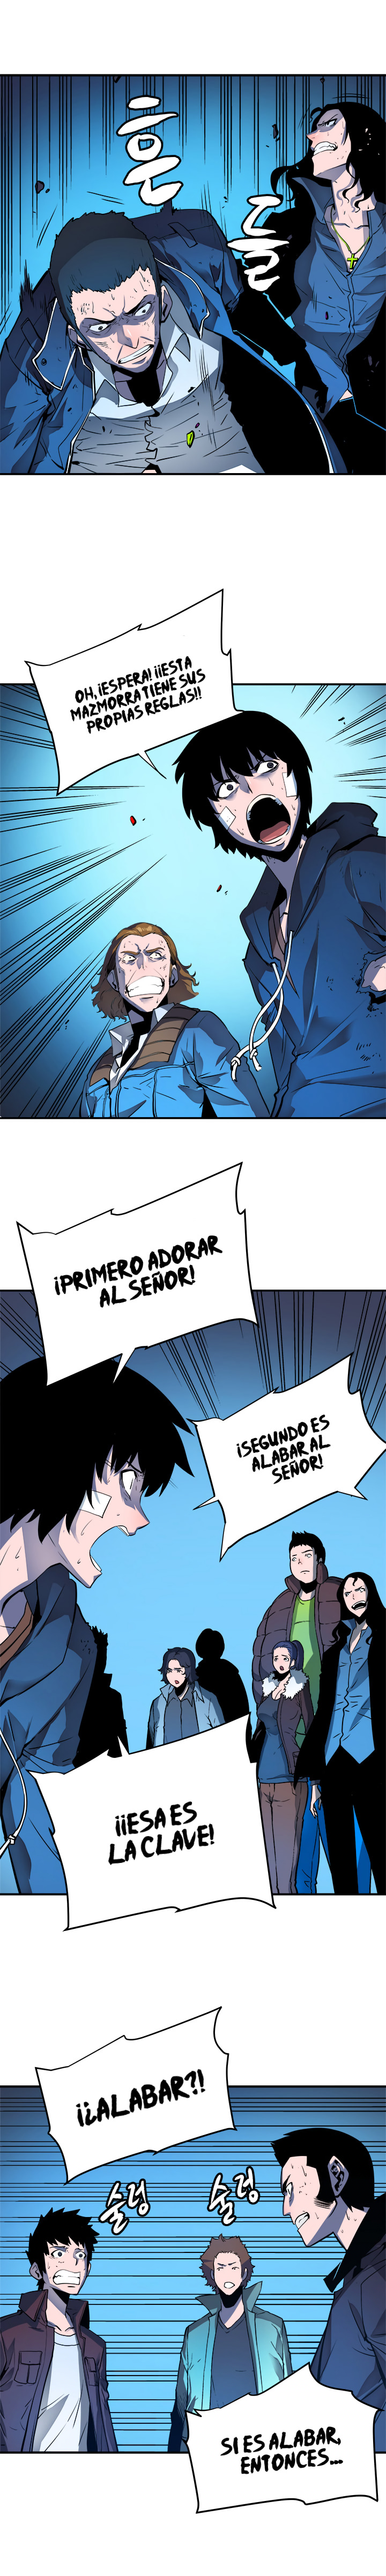 흔
들
OH, ¡ESPERA! ¡¡ESTA
MAZMORRA TIENE SUS
PROPIAS REGLAS!!
¡PRIMERO ADORAR
AL SEÑOR!
¡SEGUNDO ES
ALABAR AL
SEÑOR!
¡¡ESA ES
LA CLAVE!
¡¿ALABAR?!
술렁
술렁
SI ES ALABAR,
ENTONCES...